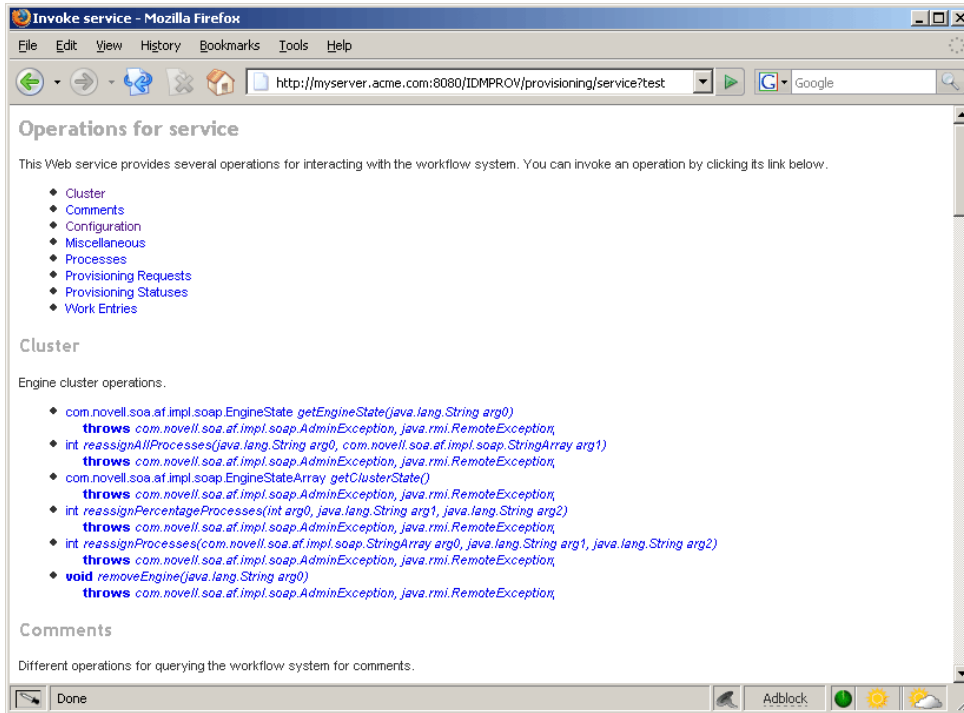 Invoke service - Mozilla Firefox
File Edit View History Bookmarks Tools Help
http://myserver.acme.com:8080/IDMPROV/provisioning/service?test G Google
Operations for service
This Web service provides several operations for interacting with the workflow system. You can invoke an operation by clicking its link below.
Cluster
Comments
Configuration
Miscellaneous
Processes
Provisioning Requests
Provisioning Statuses
Work Entries
Cluster
Engine cluster operations.
com.novell.soa.af.impl.soap.EngineState getEngineState(java.lang.String arg0)
throws com.novell.soa.af.impl.soap.AdminException, java.rmi.RemoteException;
int reassignAllProcesses(java.lang.String arg0, com.novell.soa.af.impl.soap.StringArray arg1)
throws com.novell.soa.af.impl.soap.AdminException, java.rmi.RemoteException;
com.novell.soa.af.impl.soap.EngineStateArray getClusterState()
throws com.novell.soa.af.impl.soap.AdminException, java.rmi.RemoteException;
int reassignPercentageProcesses(int arg0, java.lang.String arg1, java.lang.String arg2)
throws com.novell.soa.af.impl.soap.AdminException, java.rmi.RemoteException;
int reassignProcesses(com.novell.soa.af.impl.soap.StringArray arg0, java.lang.String arg1, java.lang.String arg2)
throws com.novell.soa.af.impl.soap.AdminException, java.rmi.RemoteException;
void removeEngine(java.lang.String arg0)
throws com.novell.soa.af.impl.soap.AdminException, java.rmi.RemoteException;
Comments
Different operations for querying the workflow system for comments.
Done Adblock